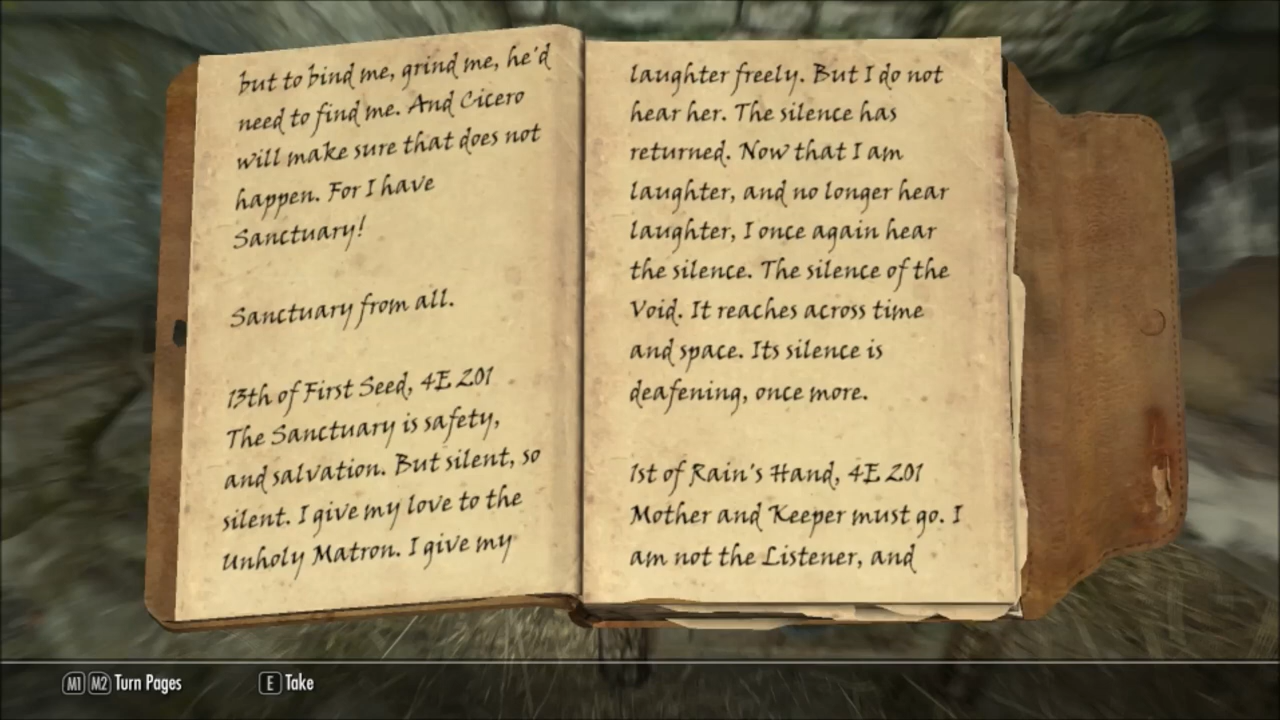 but to bind me, grind me, he'd
need to find me. And Cicero
will make sure that does not
happen. For I have
Sanctuary!
Sanctuary from all.
13th of First Seed, 4E 201
The Sanctuary is safety,
and salvation. But silent, so
silent. I give my love to the
Unholy Matron. I give my
laughter freely. But I do not
hear her. The silence has
returned. Now that I am
laughter, and no longer hear
laughter, I once again hear
the silence. The silence of the
Void. It reaches across time
and space. Its silence is
deafening, once more.
1st of Rain's Hand, 4E 201
Mother and Keeper must go. I
am not the Listener, and
M1 M2 Turn Pages
E Take